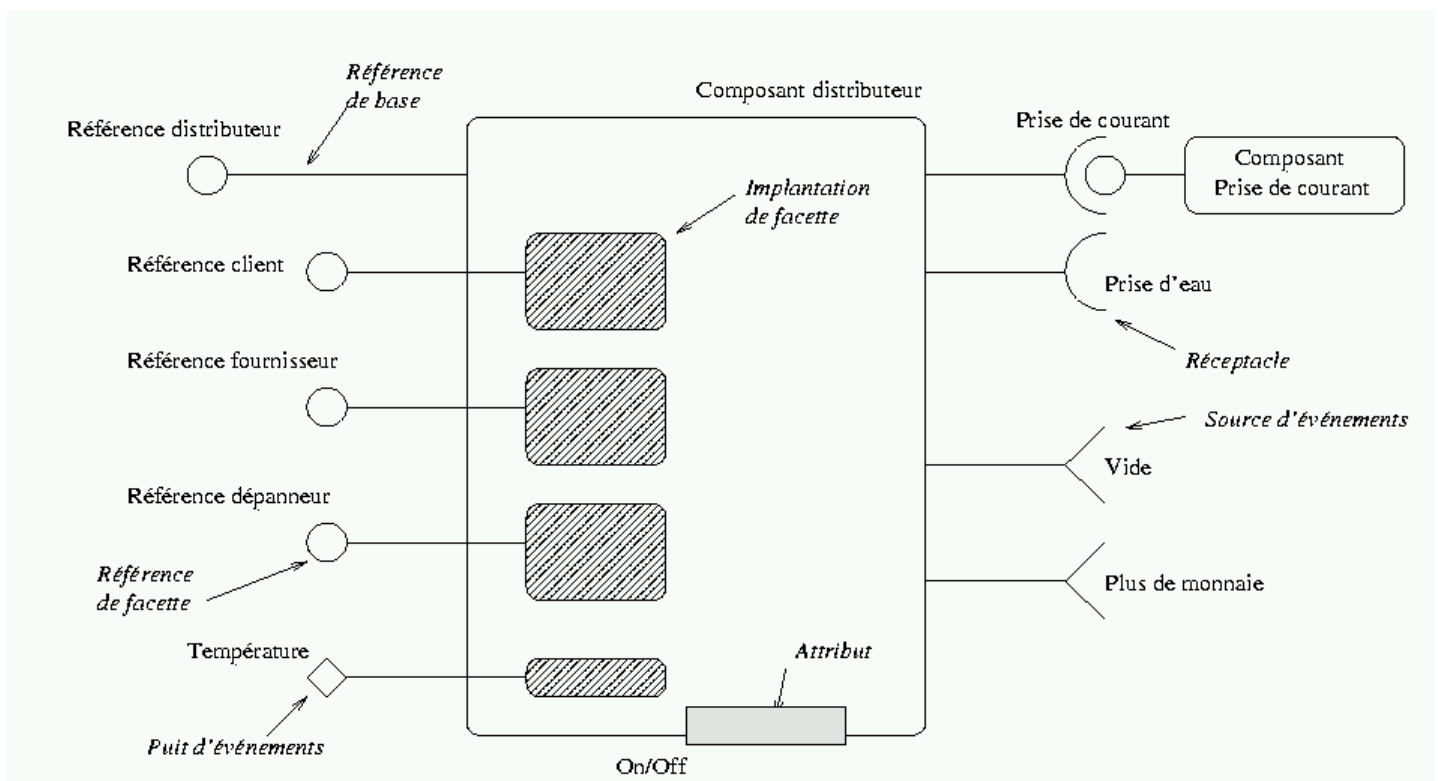 Référence
de base
Composant distributeur
Référence distributeur
Prise de courant
Composant
Prise de courant
Implantation
de facette
Référence client
Prise d'eau
Réceptacle
Référence fournisseur
Source d'événements
Vide
Référence dépanneur
Référence
de facette
Plus de monnaie
Température
Attribut
Puit d'événements
On/Off